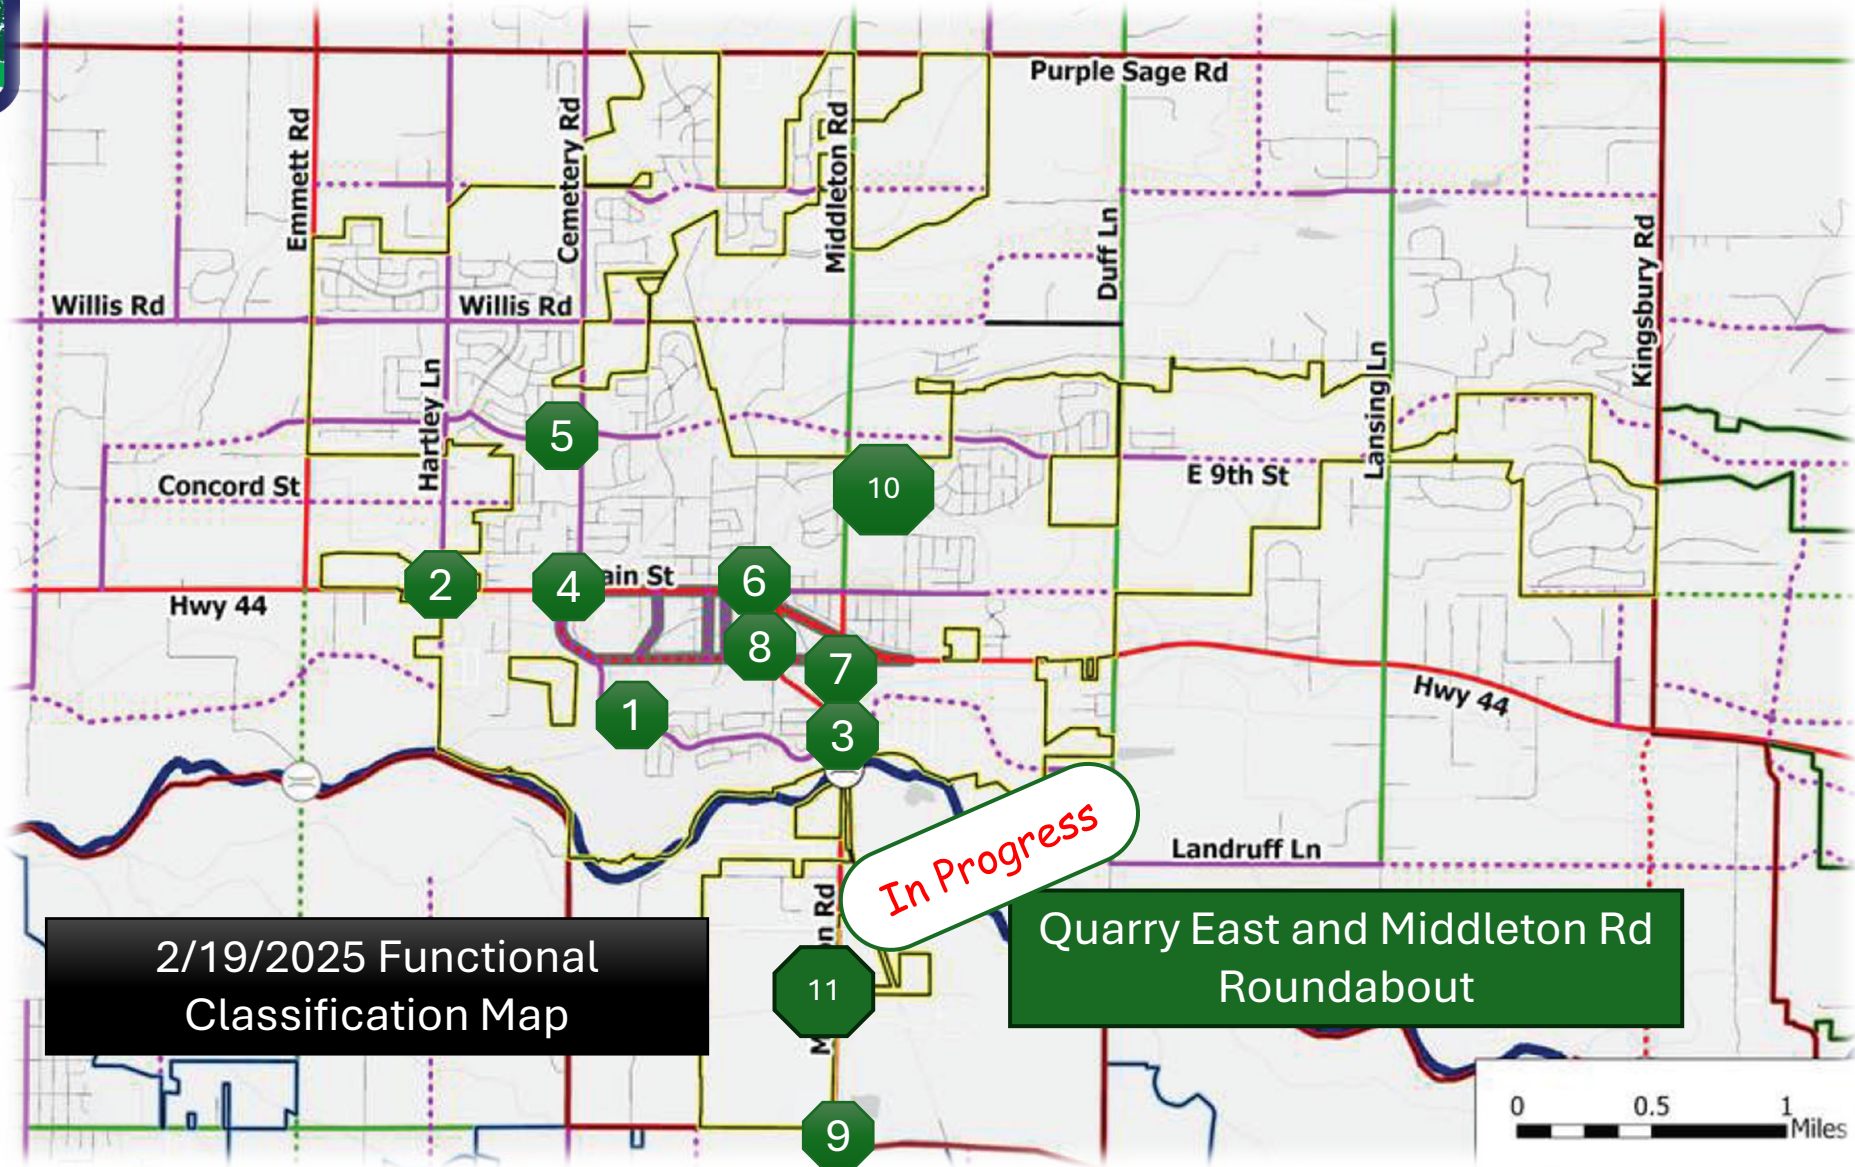 Purple Sage Rd
Emmett Rd
Cemetery Rd
Middleton Rd
Duff Ln
Kingsbury Rd
Willis Rd
Willis Rd
Hartley Ln
Lansing Ln
5
Concord St
E 9th St
10
2
4
ain St
6
Hwy 44
8
7
1
3
Hwy 44
In Progress
Landruff Ln
on Rd
M
2/19/2025 Functional
Classification Map
Quarry East and Middleton Rd
Roundabout
11
9
0 0.5 1
Miles